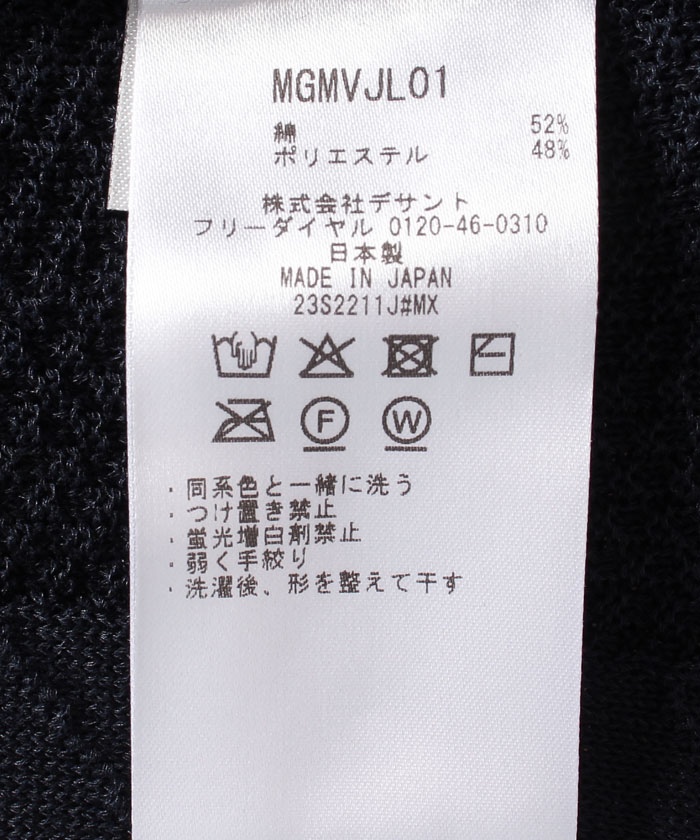 MGMVJL01
綿 52%
ポリエステル 48%
株式会社デサント
フリーダイヤル 0120-46-0310
日本製
MADE IN JAPAN
23S2211J#MX
F W
・同系色と一緒に洗う
・つけ置き禁止
・蛍光増白剤禁止
・弱く手絞り
・洗濯後、形を整えて干す